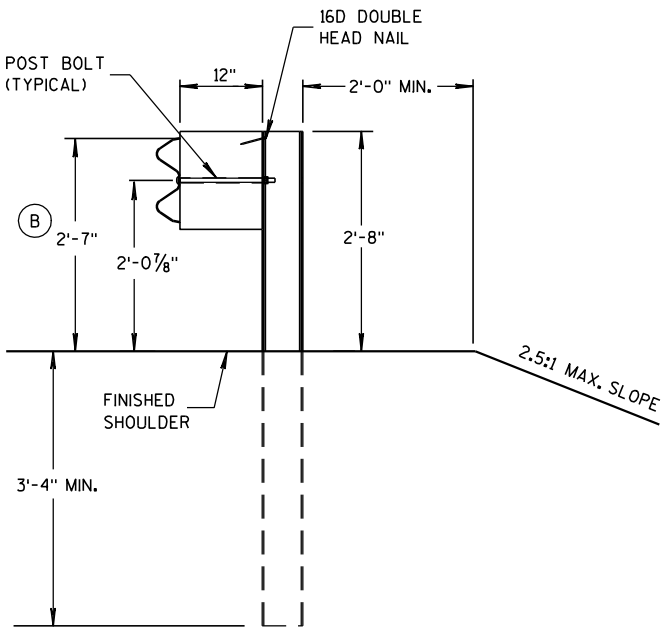 16D DOUBLE
HEAD NAIL
POST BOLT
(TYPICAL)
12"
2'-0" MIN.
B
2'-7"
2'-0⅞"
2'-8"
2.5:1 MAX. SLOPE
FINISHED
SHOULDER
3'-4" MIN.